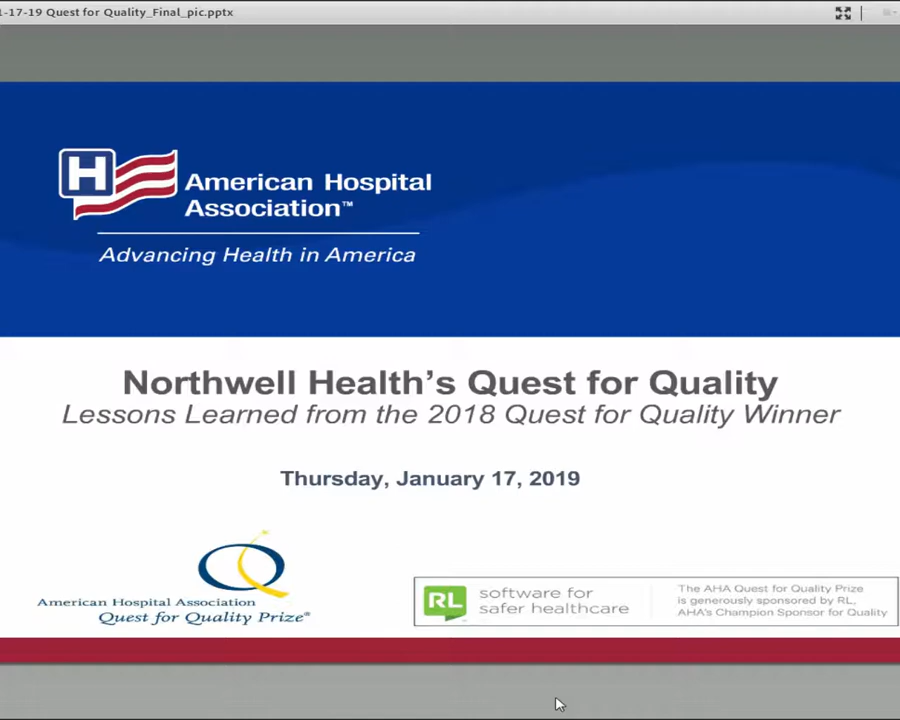 1-17-19 Quest for Quality_Final_pic.pptx
H
American Hospital
Association™
Advancing Health in America
Northwell Health's Quest for Quality
Lessons Learned from the 2018 Quest for Quality Winner
Thursday, January 17, 2019
American Hospital Association
Quest for Quality Prize®
RL
software for
safer healthcare
The AHA Quest for Quality Prize
is generously sponsored by RL,
AHA's Champion Sponsor for Quality